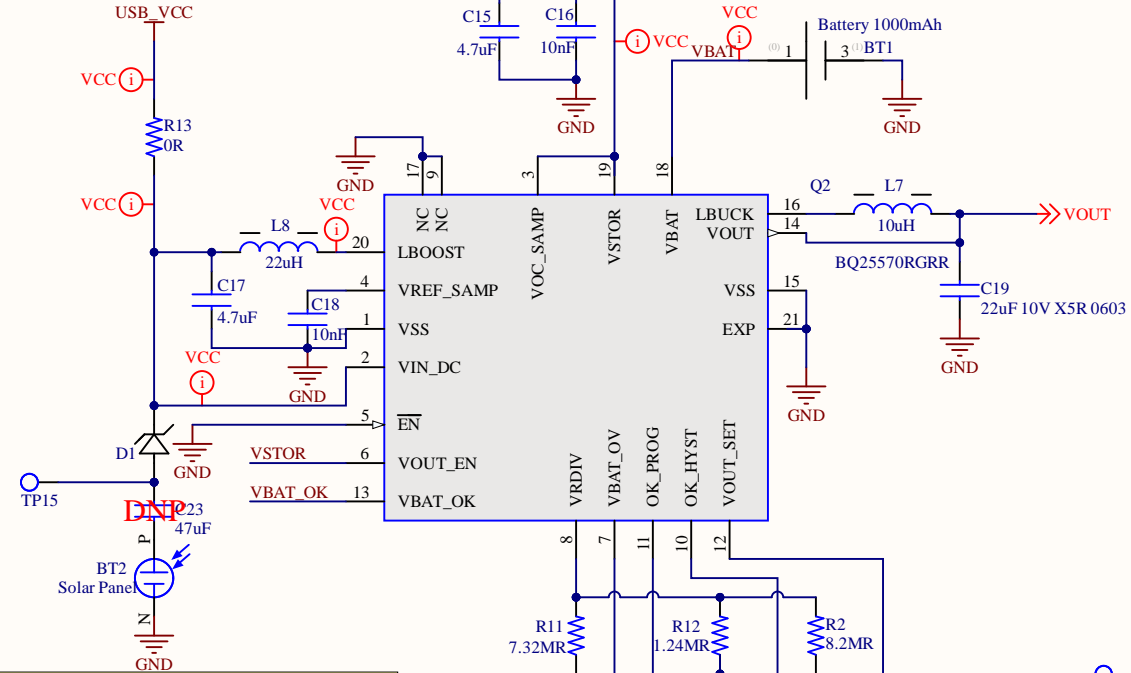 USB_VCC
C15
4.7uF
C16
10nF
VCC
VCC
VBAT
Battery 1000mAh
(0)
1
3
(1)
BT1
VCC
GND
GND
R13
0R
VCC
GND
17
9
3
19
18
VCC
L8
22uH
20
LBOOST
NC
NC
VOC_SAMP
VSTOR
VBAT
LBUCK
16
VOUT
14
Q2
L7
10uH
VOUT
BQ25570RGRR
C17
4.7uF
C18
10nF
4
VREF_SAMP
1
VSS
2
VIN_DC
VSS
15
EXP
21
C19
22uF 10V X5R 0603
GND
GND
GND
VCC
5
EN
D1
GND
VSTOR
6
VOUT_EN
VBAT_OK
13
VBAT_OK
VRDIV
VBAT_OV
OK_PROG
OK_HYST
VOUT_SET
TP15
DNP
C23
47uF
P
BT2
Solar Panel
N
GND
8
7
11
10
12
R11
7.32MR
R12
1.24MR
R2
8.2MR